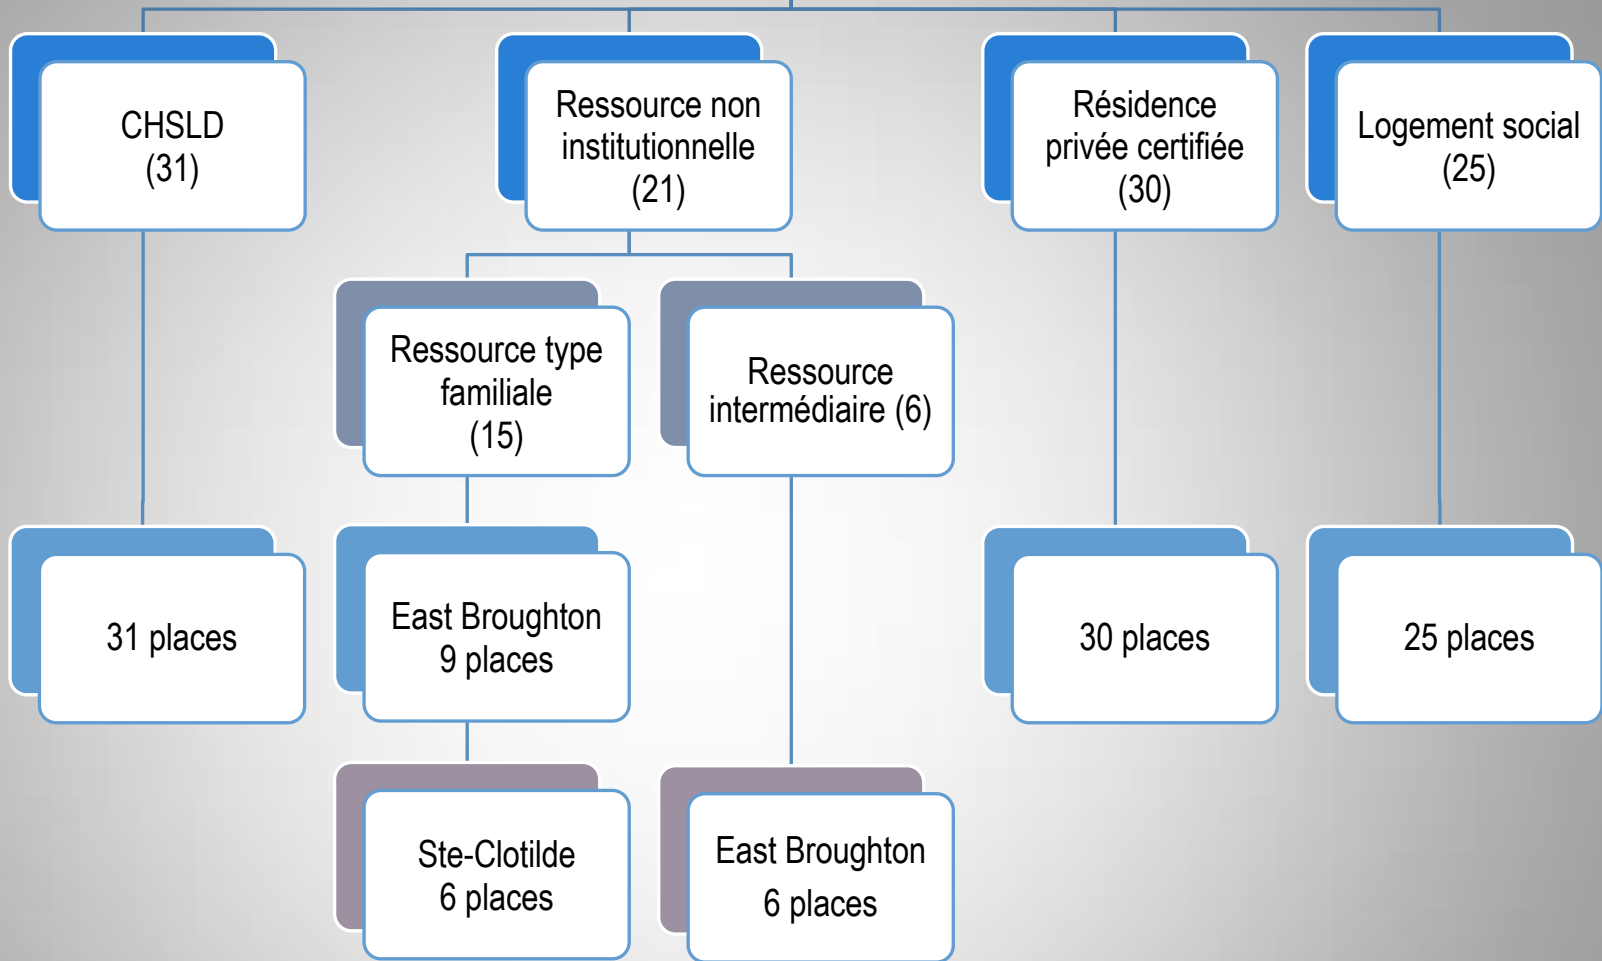 CHSLD
(31)
Ressource non
institutionnelle
(21)
Résidence
privée certifiée
(30)
Logement social
(25)
Ressource type
familiale
(15)
Ressource
intermédiaire (6)
31 places
East Broughton
9 places
30 places
25 places
Ste-Clotilde
6 places
East Broughton
6 places